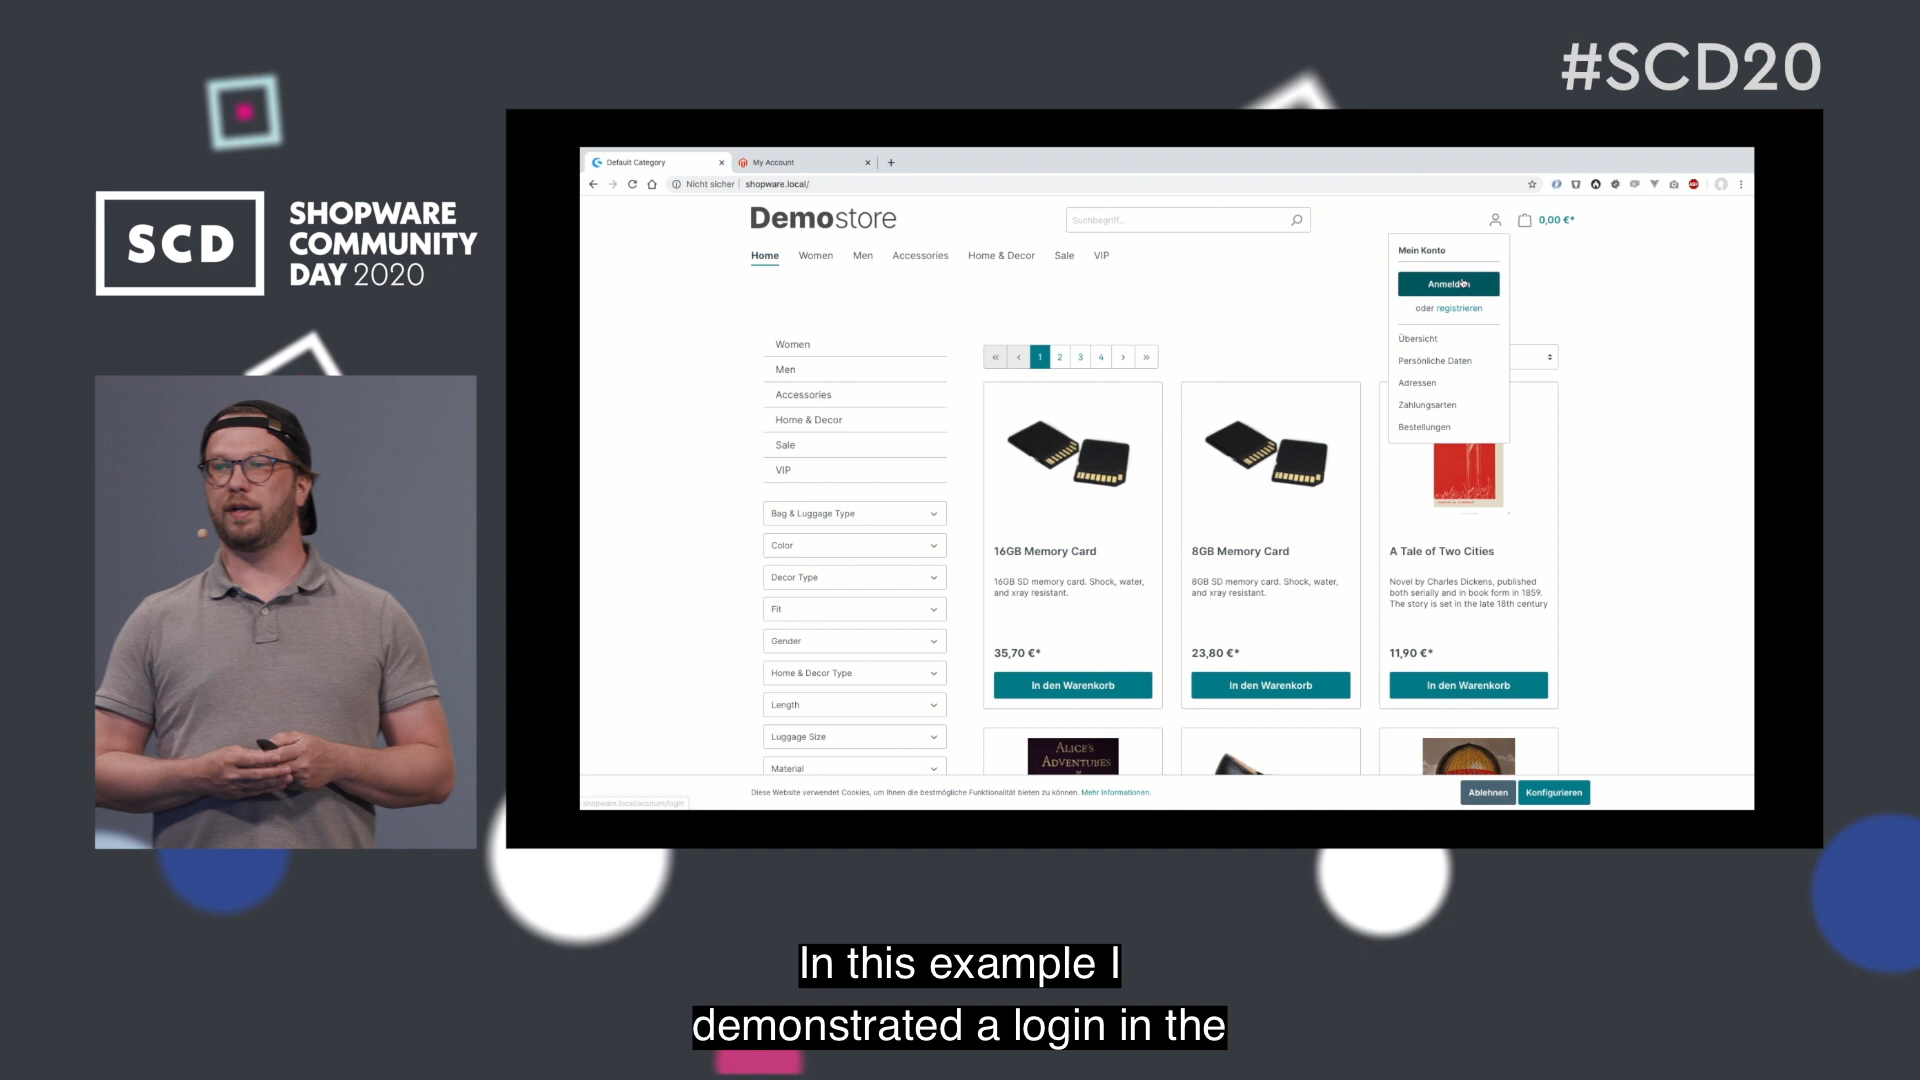 #SCD20
SCD
SHOPWARE
COMMUNITY
DAY 2020
Default Category
My Account
Nicht sicher
shopware.local/
Demostore
Suchbegriff...
0,00 €*
Home Women Men Accessories Home & Decor Sale VIP
Mein Konto
Anmelden
oder registrieren
Übersicht
Persönliche Daten
Adressen
Zahlungsarten
Bestellungen
Women
Men
Accessories
Home & Decor
Sale
VIP
« ‹ 1 2 3 4 › »
Bag & Luggage Type
Color
Decor Type
Fit
Gender
Home & Decor Type
Length
Luggage Size
Material
16GB Memory Card
16GB SD memory card. Shock, water,
and xray resistant.
35,70 €*
In den Warenkorb
8GB Memory Card
8GB SD memory card. Shock, water,
and xray resistant.
23,80 €*
In den Warenkorb
A Tale of Two Cities
Novel by Charles Dickens, published
both serially and in book form in 1859.
The story is set in the late 18th century
11,90 €*
In den Warenkorb
ALICE'S
ADVENTURES
Diese Website verwendet Cookies, um Ihnen die bestmögliche Funktionalität bieten zu können. Mehr Informationen.
Ablehnen
Konfigurieren
shopware.local/account/login
In this example I
demonstrated a login in the